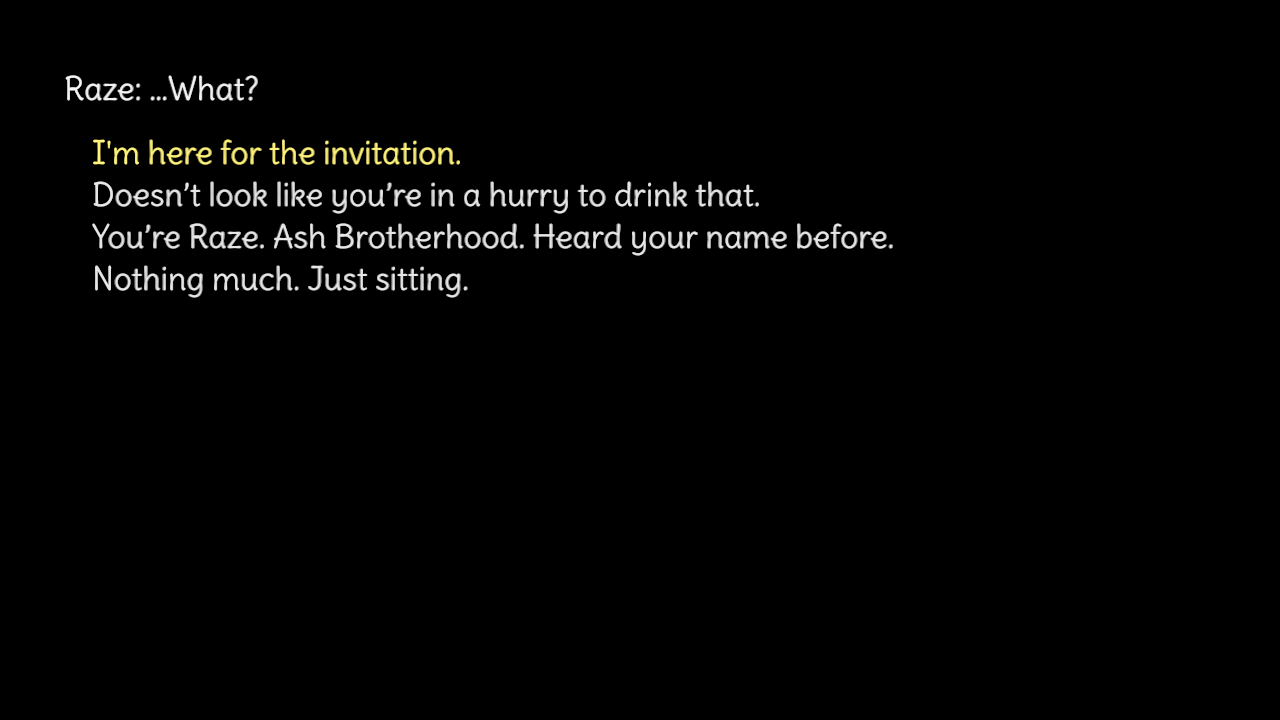 Raze: ...What?
I'm here for the invitation.
Doesn’t look like you’re in a hurry to drink that.
You’re Raze. Ash Brotherhood. Heard your name before.
Nothing much. Just sitting.